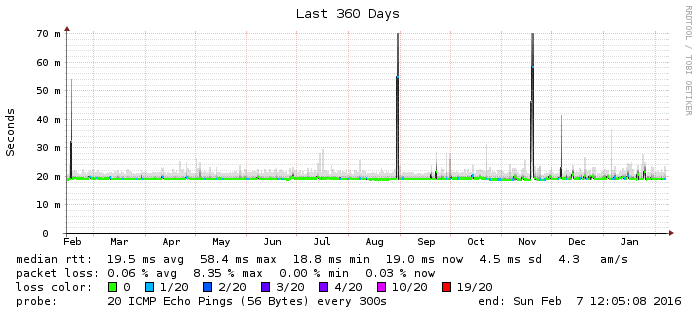 Last 360 Days
RRDTOOL / TOBI OETIKER
Seconds
70 m
60 m
50 m
40 m
30 m
20 m
10 m
0
Feb Mar Apr May Jun Jul Aug Sep Oct Nov Dec Jan
median rtt: 19.5 ms avg 58.4 ms max 18.8 ms min 19.0 ms now 4.5 ms sd 4.3 am/s
packet loss: 0.06 % avg 8.35 % max 0.00 % min 0.03 % now
loss color: 0 1/20 2/20 3/20 4/20 10/20 19/20
probe: 20 ICMP Echo Pings (56 Bytes) every 300s end: Sun Feb 7 12:05:08 2016